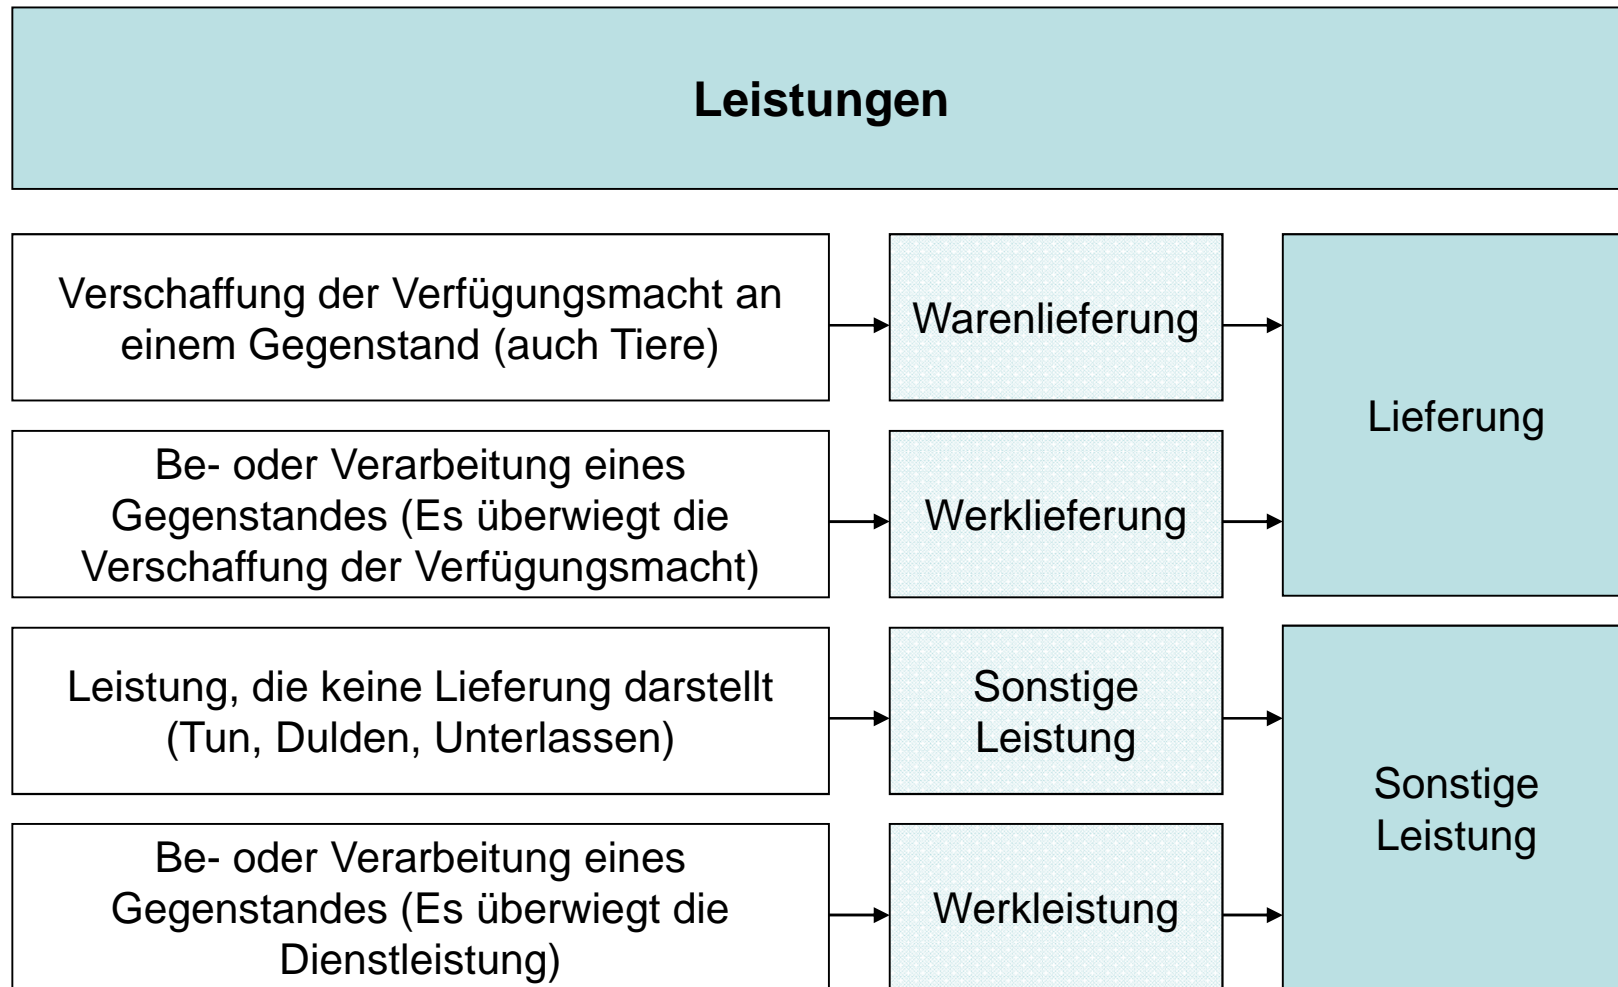 Leistungen
Verschaffung der Verfügungsmacht an
einem Gegenstand (auch Tiere)
Warenlieferung
Lieferung
Be- oder Verarbeitung eines
Gegenstandes (Es überwiegt die
Verschaffung der Verfügungsmacht)
Werklieferung
Leistung, die keine Lieferung darstellt
(Tun, Dulden, Unterlassen)
Sonstige
Leistung
Sonstige
Leistung
Be- oder Verarbeitung eines
Gegenstandes (Es überwiegt die
Dienstleistung)
Werkleistung